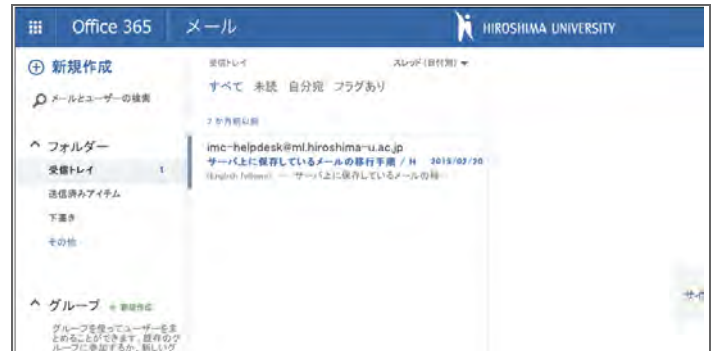 Office 365 メール HIROSHIMA UNIVERSITY
新規作成
メールとユーザーの検索
フォルダー
受信トレイ 1
送信済みアイテム
下書き
その他
グループ + 新規作成
グループを使ってユーザーをま
とめることができます。既存のグ
ループに参加するか、新しいグ
受信トレイ スレッド(日付別)
すべて 未読 自分宛 フラグあり
2 か月前以前
imc-helpdesk@ml.hiroshima-u.ac.jp
サーバ上に保存しているメールの移行手順 / H 2015/02/20
(English follows) サーバ上に保存しているメールの移
サイ